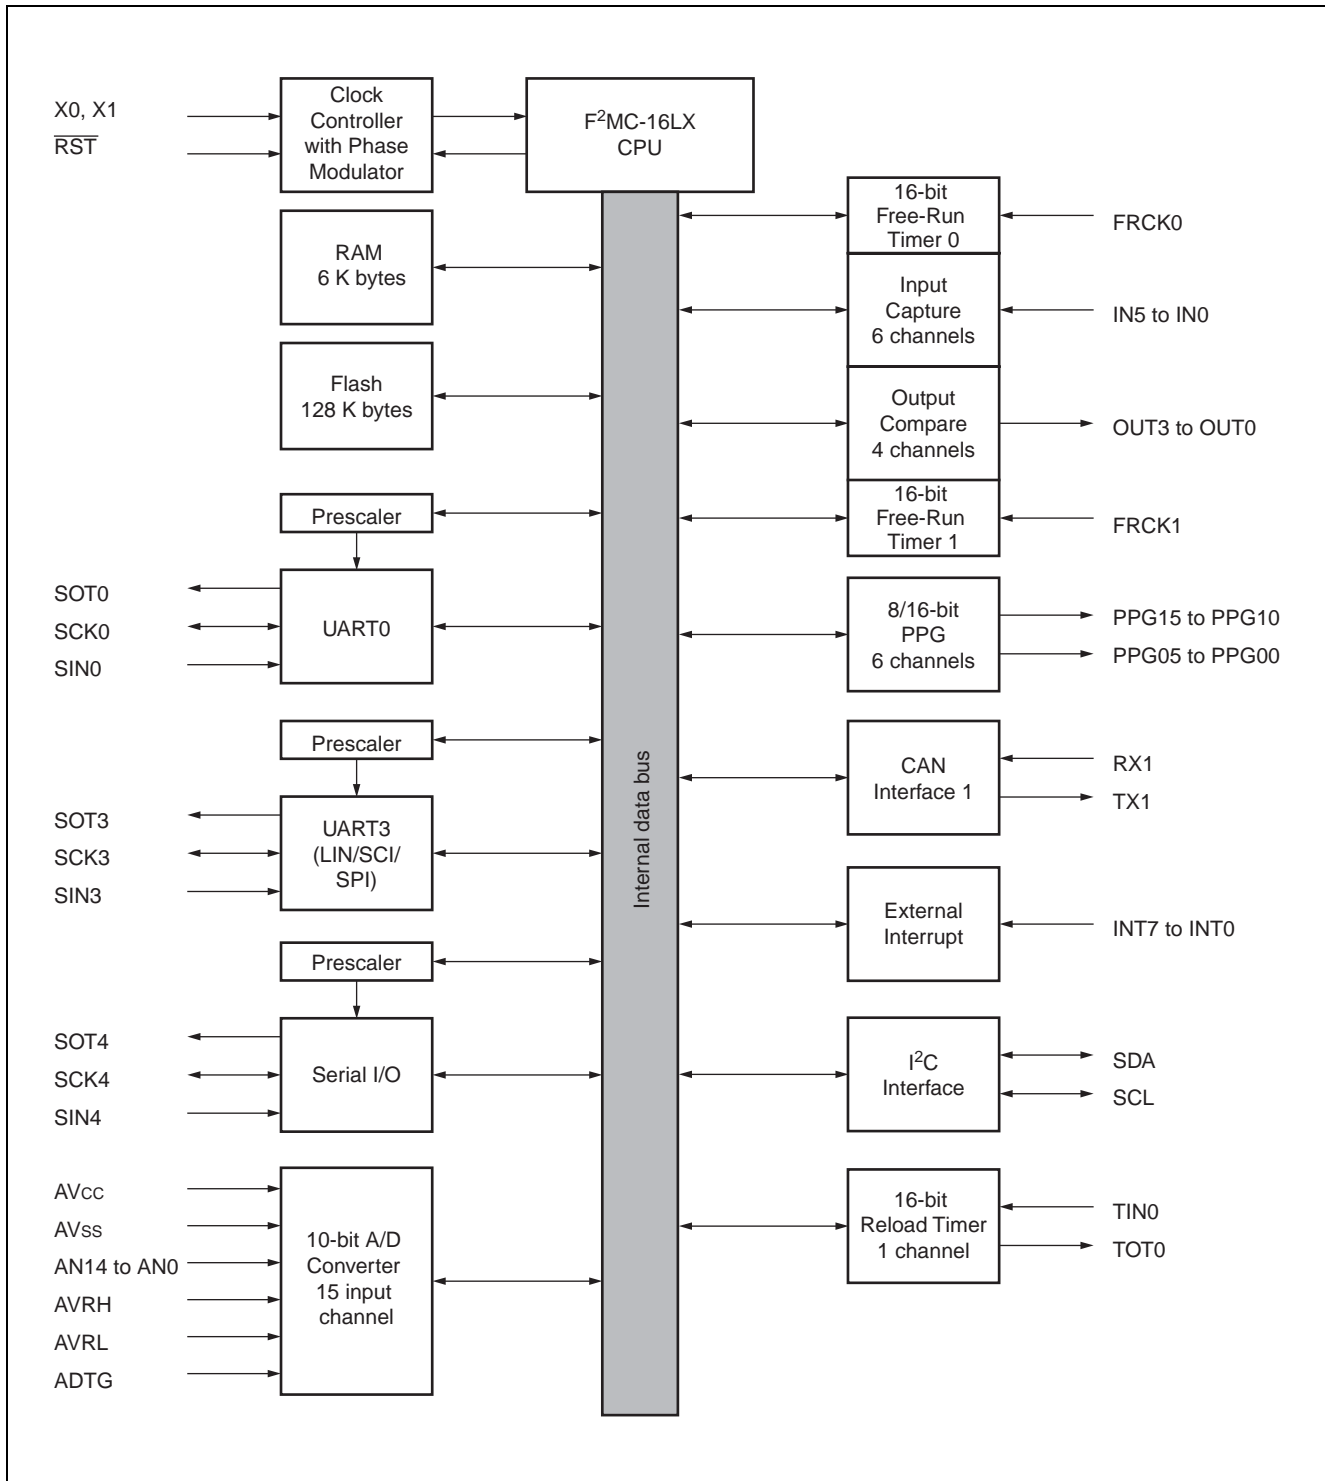 X0, X1
RST
Clock
Controller
with Phase
Modulator
F²MC-16LX
CPU
RAM
6 K bytes
Flash
128 K bytes
Prescaler
SOT0
SCK0
SIN0
UART0
Prescaler
SOT3
SCK3
SIN3
UART3
(LIN/SCI/
SPI)
Prescaler
SOT4
SCK4
SIN4
Serial I/O
AVCC
AVSS
AN14 to AN0
AVRH
AVRL
ADTG
10-bit A/D
Converter
15 input
channel
Internal data bus
16-bit
Free-Run
Timer 0
FRCK0
Input
Capture
6 channels
IN5 to IN0
Output
Compare
4 channels
OUT3 to OUT0
16-bit
Free-Run
Timer 1
FRCK1
8/16-bit
PPG
6 channels
PPG15 to PPG10
PPG05 to PPG00
CAN
Interface 1
RX1
TX1
External
Interrupt
INT7 to INT0
I²C
Interface
SDA
SCL
16-bit
Reload Timer
1 channel
TIN0
TOT0